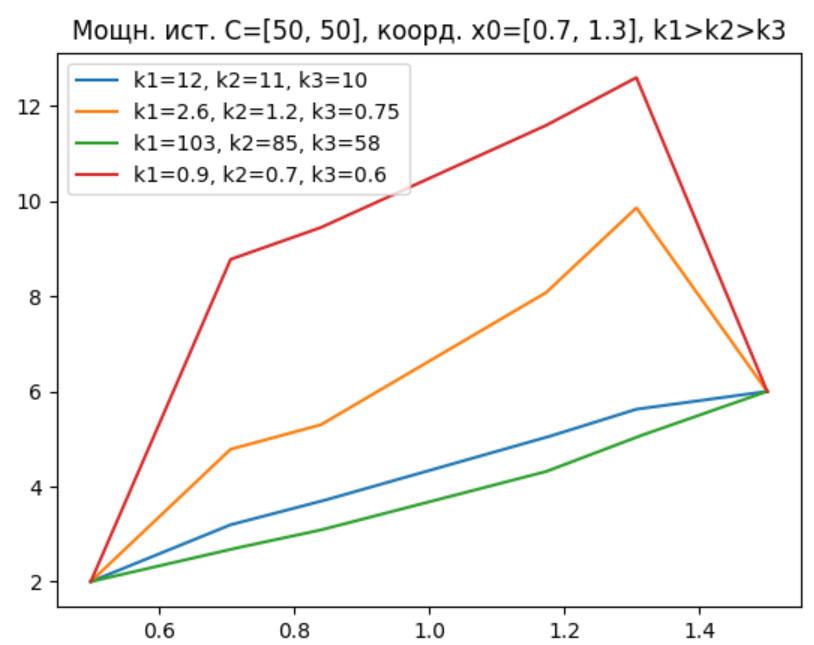 Мощн. ист. C=[50, 50], коорд. x0=[0.7, 1.3], k1>k2>k3
k1=12, k2=11, k3=10
k1=2.6, k2=1.2, k3=0.75
k1=103, k2=85, k3=58
k1=0.9, k2=0.7, k3=0.6
12
10
8
6
4
2
0.6 0.8 1.0 1.2 1.4